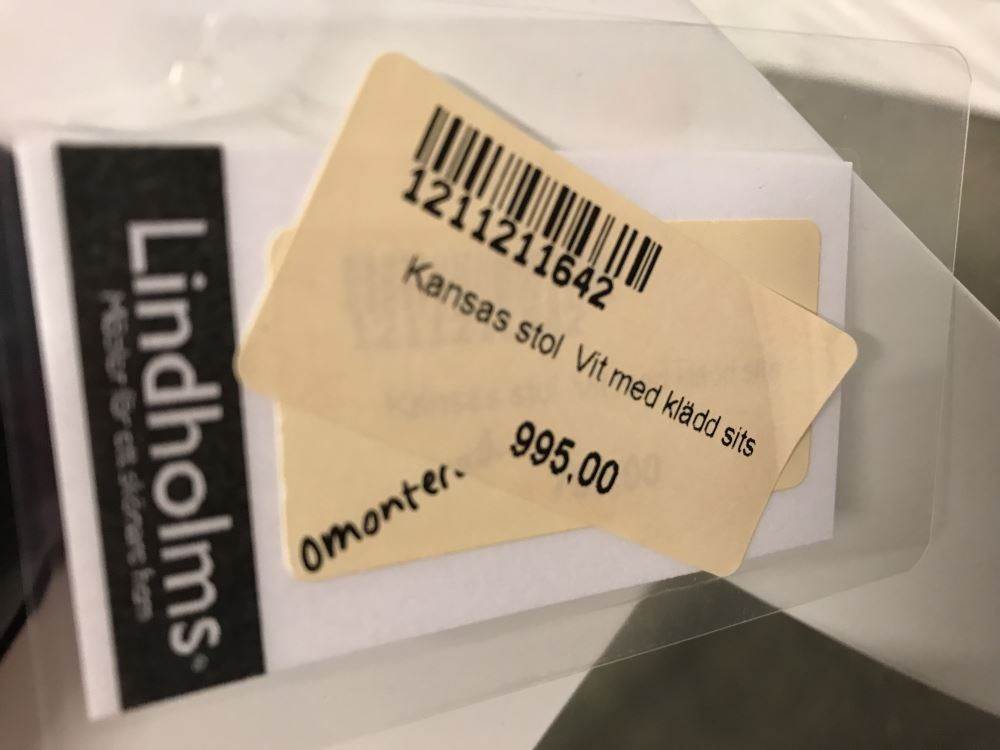 Lindholms
Möbler för ett skönare hem
1211211642
Kansas stol Vit med klädd sits
995.00
omonter.